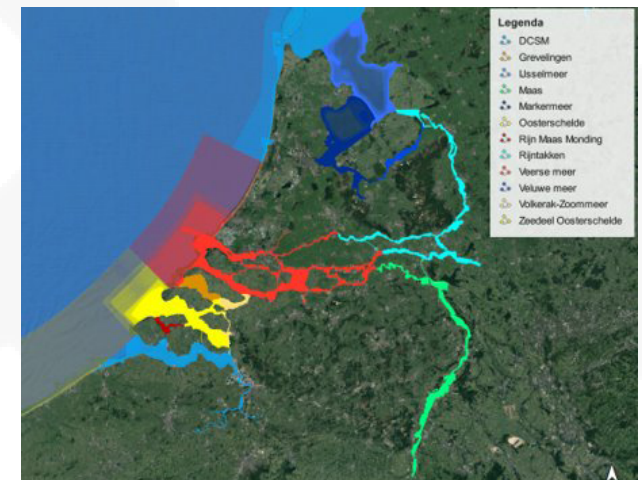 Legenda
DCSM
Grevelingen
IJsselmeer
Maas
Markermeer
Oosterschelde
Rijn Maas Monding
Rijntakken
Veerse meer
Veluwe meer
Volkerak-Zoommeer
Zeedeel Oosterschelde